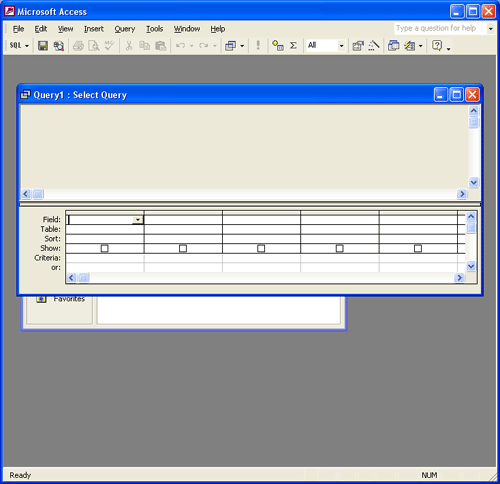 Microsoft Access
File Edit View Insert Query Tools Window Help Type a question for help
SQL All
Query1 : Select Query
Field:
Table:
Sort:
Show:
Criteria:
or:
Favorites
Ready NUM